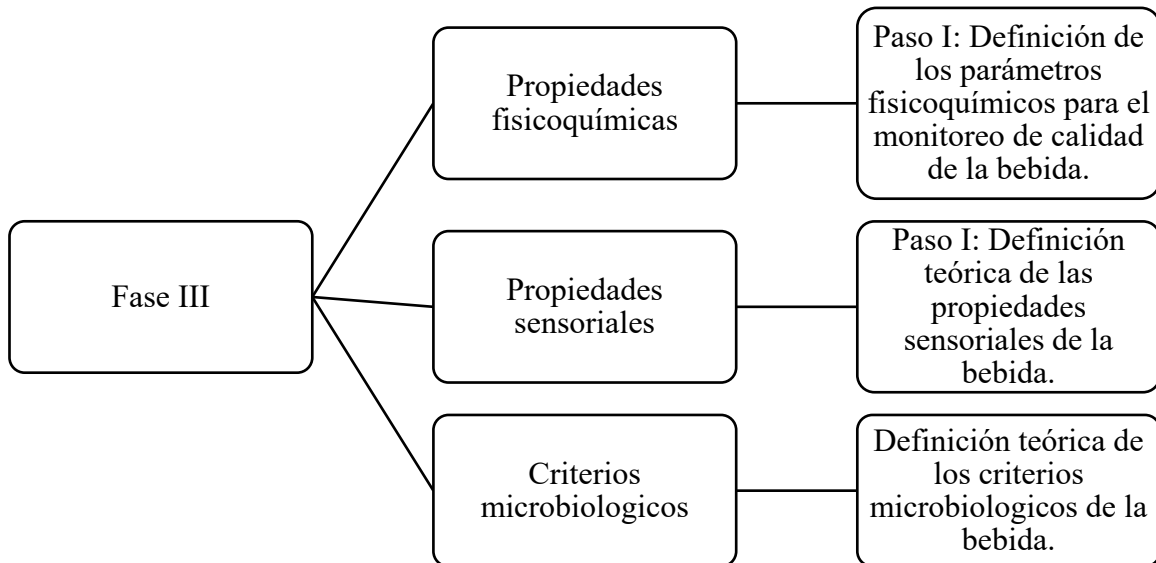 Fase III
Propiedades
fisicoquímicas
Paso I: Definición de
los parámetros
fisicoquímicos para el
monitoreo de calidad
de la bebida.
Propiedades
sensoriales
Paso I: Definición
teórica de las
propiedades
sensoriales de la
bebida.
Criterios
microbiologicos
Definición teórica de
los criterios
microbiologicos de la
bebida.